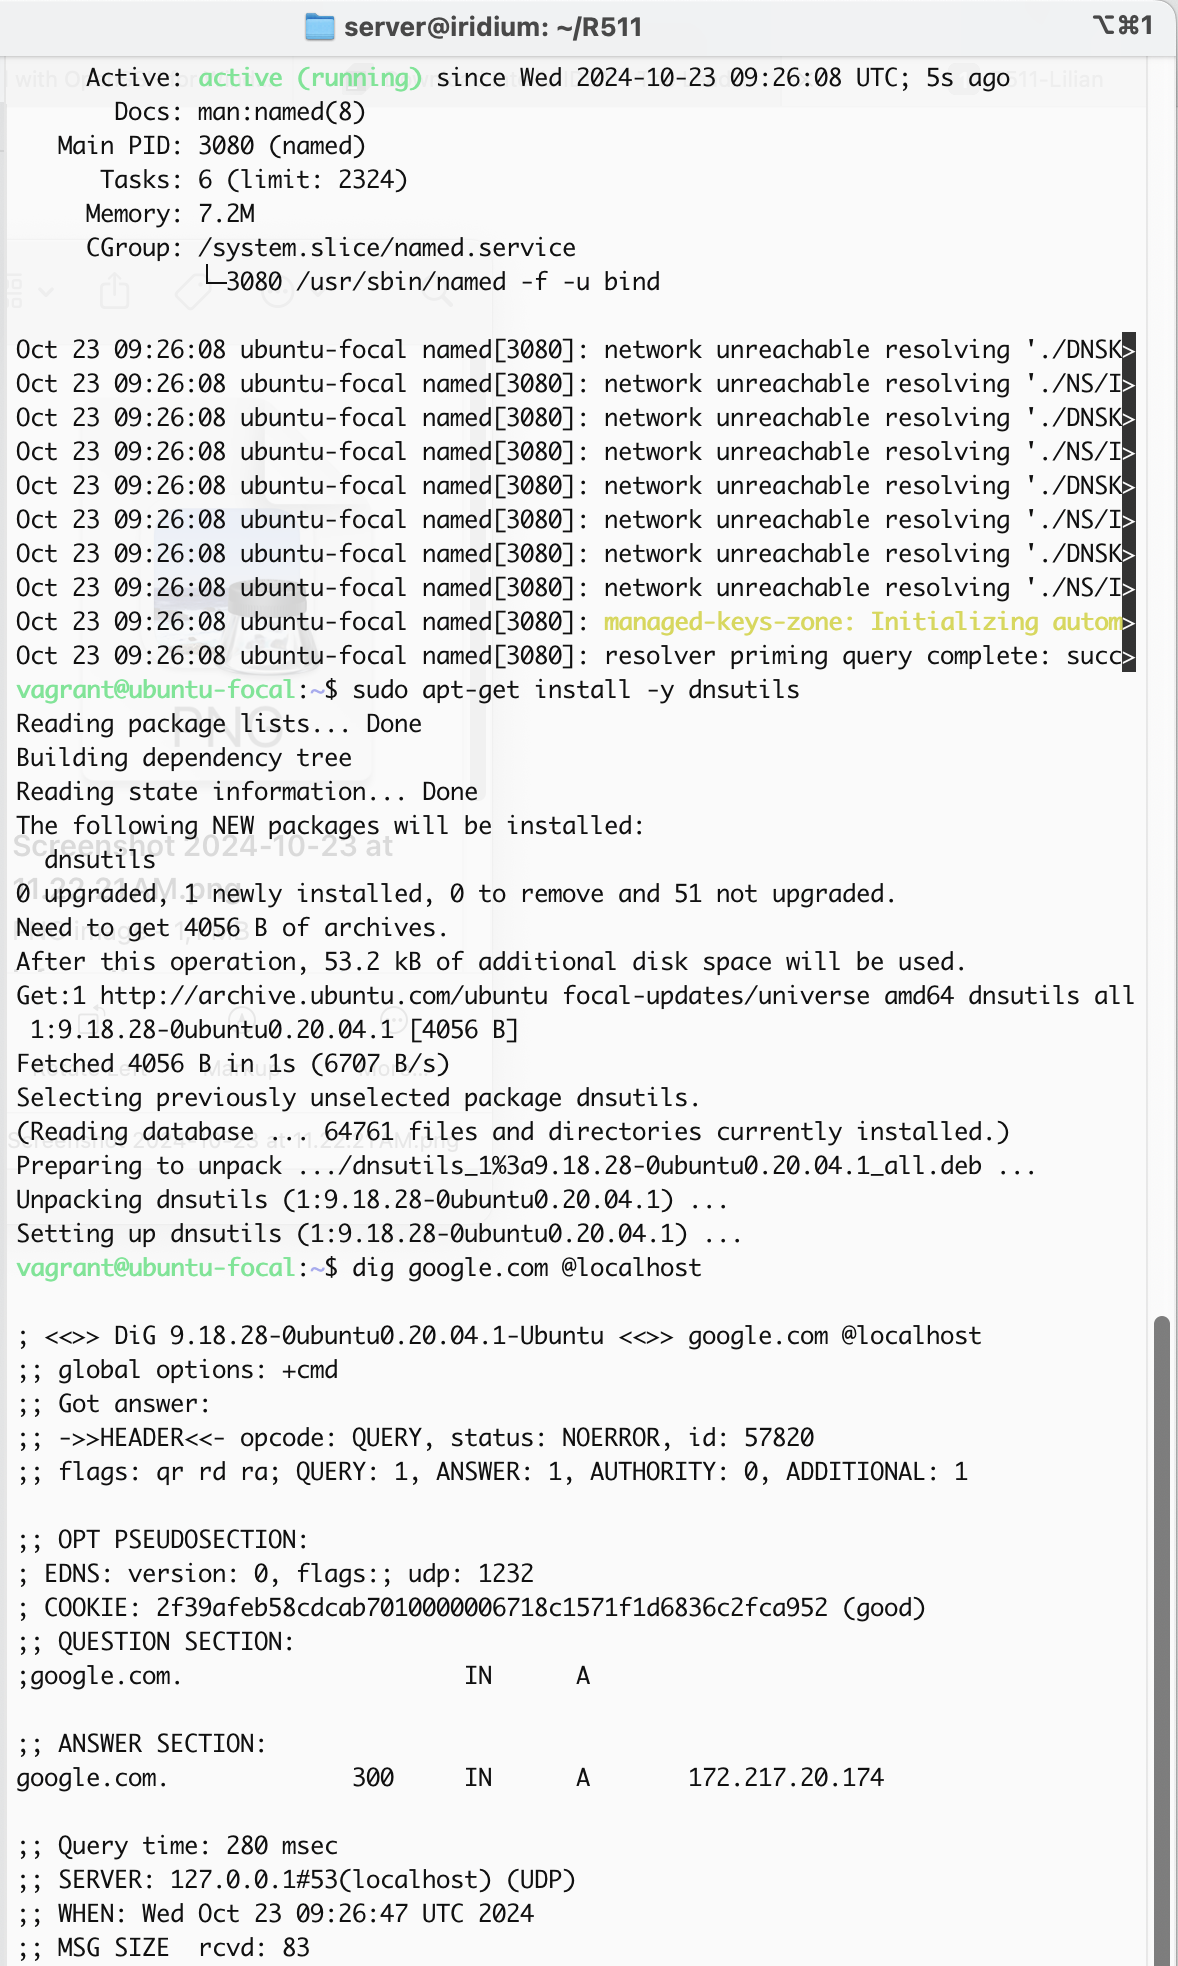 server@iridium: ~/R511
⌥⌘1
Active: active (running) since Wed 2024-10-23 09:26:08 UTC; 5s ago
Docs: man:named(8)
Main PID: 3080 (named)
Tasks: 6 (limit: 2324)
Memory: 7.2M
CGroup: /system.slice/named.service
└─3080 /usr/sbin/named -f -u bind
Oct 23 09:26:08 ubuntu-focal named[3080]: network unreachable resolving './DNSK>
Oct 23 09:26:08 ubuntu-focal named[3080]: network unreachable resolving './NS/I>
Oct 23 09:26:08 ubuntu-focal named[3080]: network unreachable resolving './DNSK>
Oct 23 09:26:08 ubuntu-focal named[3080]: network unreachable resolving './NS/I>
Oct 23 09:26:08 ubuntu-focal named[3080]: network unreachable resolving './DNSK>
Oct 23 09:26:08 ubuntu-focal named[3080]: network unreachable resolving './NS/I>
Oct 23 09:26:08 ubuntu-focal named[3080]: network unreachable resolving './DNSK>
Oct 23 09:26:08 ubuntu-focal named[3080]: network unreachable resolving './NS/I>
Oct 23 09:26:08 ubuntu-focal named[3080]: managed-keys-zone: Initializing autom>
Oct 23 09:26:08 ubuntu-focal named[3080]: resolver priming query complete: succ>
vagrant@ubuntu-focal:~$ sudo apt-get install -y dnsutils
Reading package lists... Done
Building dependency tree
Reading state information... Done
The following NEW packages will be installed:
dnsutils
0 upgraded, 1 newly installed, 0 to remove and 51 not upgraded.
Need to get 4056 B of archives.
After this operation, 53.2 kB of additional disk space will be used.
Get:1 http://archive.ubuntu.com/ubuntu focal-updates/universe amd64 dnsutils all
1:9.18.28-0ubuntu0.20.04.1 [4056 B]
Fetched 4056 B in 1s (6707 B/s)
Selecting previously unselected package dnsutils.
(Reading database ... 64761 files and directories currently installed.)
Preparing to unpack .../dnsutils_1%3a9.18.28-0ubuntu0.20.04.1_all.deb ...
Unpacking dnsutils (1:9.18.28-0ubuntu0.20.04.1) ...
Setting up dnsutils (1:9.18.28-0ubuntu0.20.04.1) ...
vagrant@ubuntu-focal:~$ dig google.com @localhost
; <<>> DiG 9.18.28-0ubuntu0.20.04.1-Ubuntu <<>> google.com @localhost
;; global options: +cmd
;; Got answer:
;; ->>HEADER<<- opcode: QUERY, status: NOERROR, id: 57820
;; flags: qr rd ra; QUERY: 1, ANSWER: 1, AUTHORITY: 0, ADDITIONAL: 1
;; OPT PSEUDOSECTION:
; EDNS: version: 0, flags:; udp: 1232
; COOKIE: 2f39afeb58cdcab7010000006718c1571f1d6836c2fca952 (good)
;; QUESTION SECTION:
;google.com. IN A
;; ANSWER SECTION:
google.com. 300 IN A 172.217.20.174
;; Query time: 280 msec
;; SERVER: 127.0.0.1#53(localhost) (UDP)
;; WHEN: Wed Oct 23 09:26:47 UTC 2024
;; MSG SIZE rcvd: 83